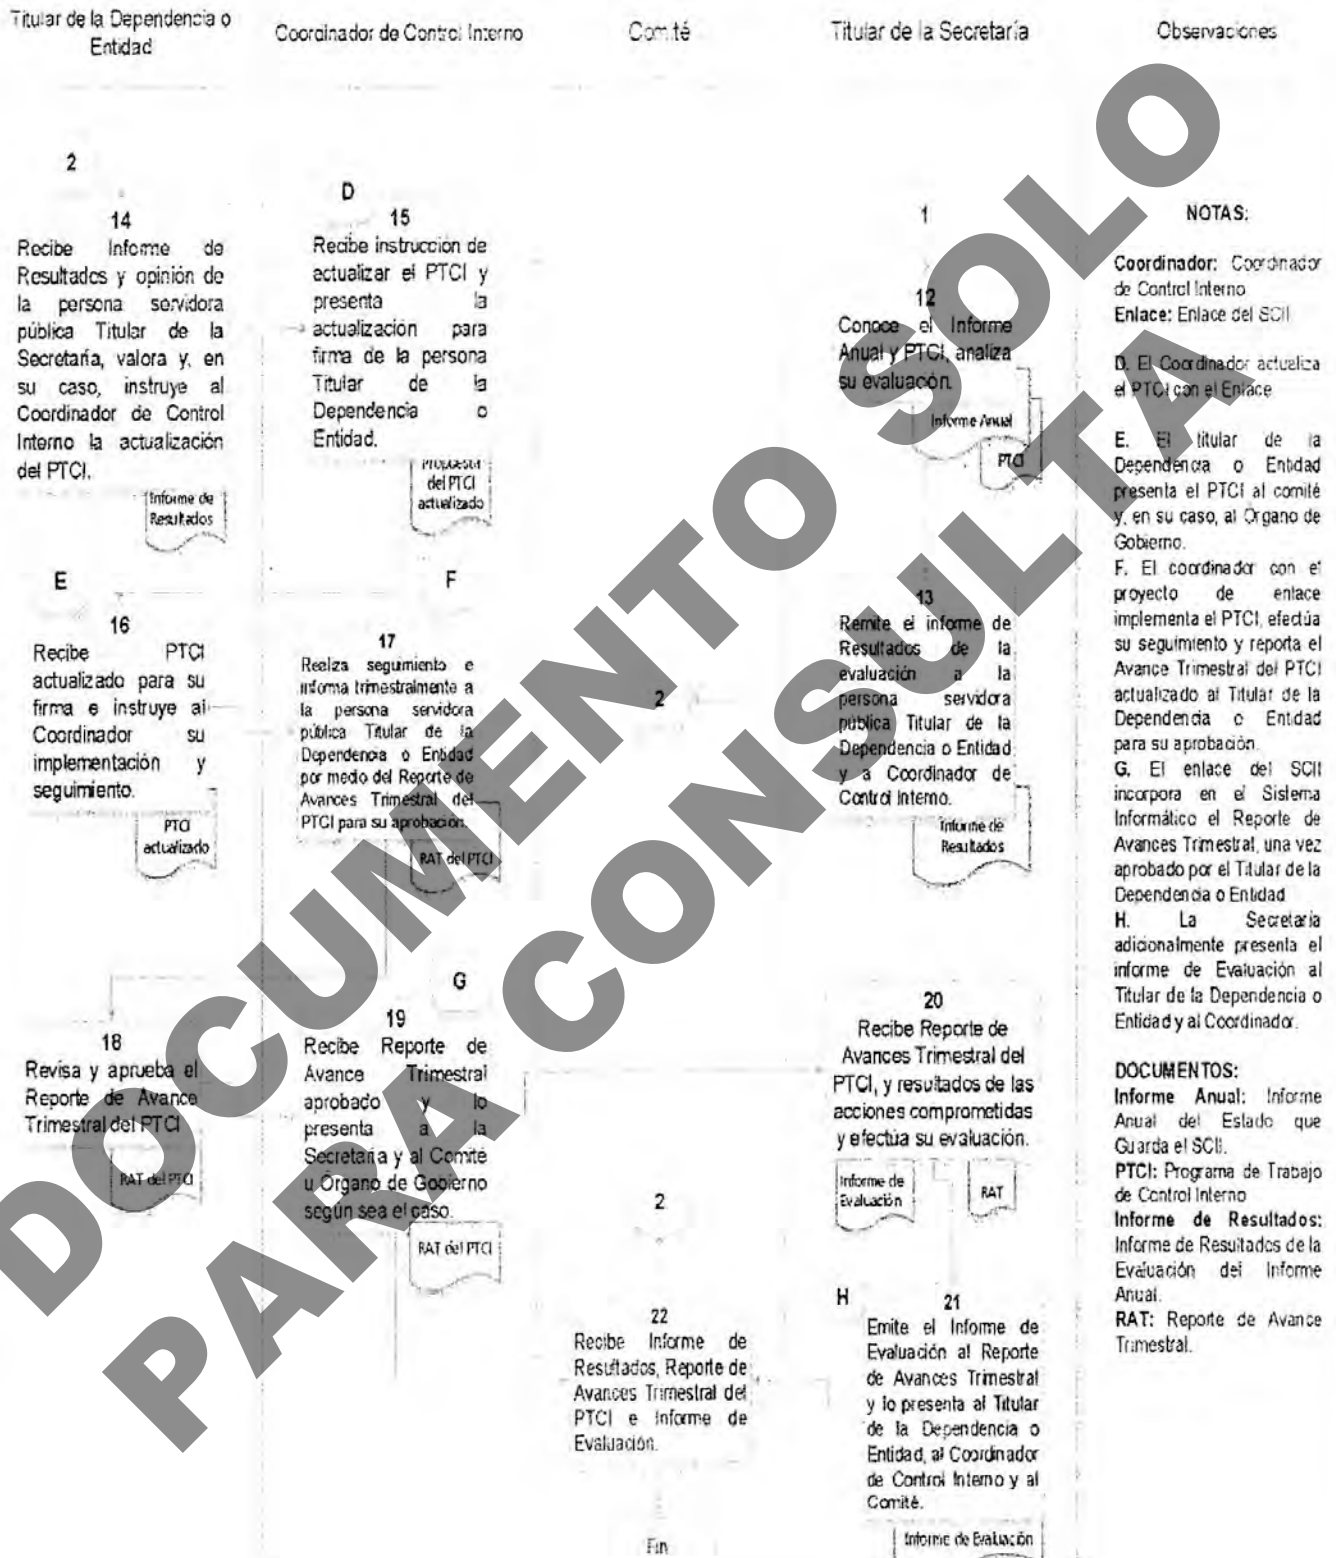 Titular de la Dependencia o
Entidad
Coordinador de Control Interno
Comité
Titular de la Secretaría
Observaciones
2
14
Recibe Informe de
Resultados y opinión de
la persona servidora
pública Titular de la
Secretaría, valora y, en
su caso, instruye al
Coordinador de Control
Interno la actualización
del PTCI.
Informe de
Resultados
D
15
Recibe instrucción de
actualizar el PTCI y
presenta la
actualización para
firma de la persona
Titular de la
Dependencia o
Entidad.
Propuesta
del PTCI
actualizado
1
12
Conoce el Informe
Anual y PTCI, analiza
su evaluación.
Informe Anual
PTCI
E
16
Recibe PTCI
actualizado para su
firma e instruye al
Coordinador su
implementación y
seguimiento.
PTCI
actualizado
F
17
Realiza seguimiento e
informa trimestralmente a
la persona servidora
pública Titular de la
Dependencia o Entidad
por medio del Reporte de
Avances Trimestral del
PTCI para su aprobación.
RAT del PTCI
2
13
Remite el informe de
Resultados de la
evaluación a la
persona servidora
pública Titular de la
Dependencia o Entidad
y a Coordinador de
Control Interno.
Informe de
Resultados
18
Revisa y aprueba el
Reporte de Avance
Trimestral del PTCI
RAT del PTCI
G
19
Recibe Reporte de
Avance Trimestral
aprobado y lo
presenta a la
Secretaría y al Comité
u Órgano de Gobierno
según sea el caso.
RAT del PTCI
20
Recibe Reporte de
Avances Trimestral del
PTCI, y resultados de las
acciones comprometidas
y efectúa su evaluación.
Informe de
Evaluación
RAT
2
22
Recibe Informe de
Resultados, Reporte de
Avances Trimestral del
PTCI e Informe de
Evaluación.
Fin
H
21
Emite el Informe de
Evaluación al Reporte
de Avances Trimestral
y lo presenta al Titular
de la Dependencia o
Entidad, al Coordinador
de Control Interno y al
Comité.
Informe de Evaluación
NOTAS:
Coordinador: Coordinador
de Control Interno
Enlace: Enlace del SCII
D. El Coordinador actualiza
el PTCI con el Enlace
E. El titular de la
Dependencia o Entidad
presenta el PTCI al comité
y, en su caso, al Órgano de
Gobierno.
F. El coordinador con el
proyecto de enlace
implementa el PTCI, efectúa
su seguimiento y reporta el
Avance Trimestral del PTCI
actualizado al Titular de la
Dependencia o Entidad
para su aprobación.
G. El enlace del SCII
incorpora en el Sistema
Informático el Reporte de
Avances Trimestral, una vez
aprobado por el Titular de la
Dependencia o Entidad
H. La Secretaría
adicionalmente presenta el
informe de Evaluación al
Titular de la Dependencia o
Entidad y al Coordinador.
DOCUMENTOS:
Informe Anual: Informe
Anual del Estado que
Guarda el SCII.
PTCI: Programa de Trabajo
de Control Interno
Informe de Resultados:
Informe de Resultados de la
Evaluación del Informe
Anual.
RAT: Reporte de Avance
Trimestral.
DOCUMENTO SOLO
PARA CONSULTA